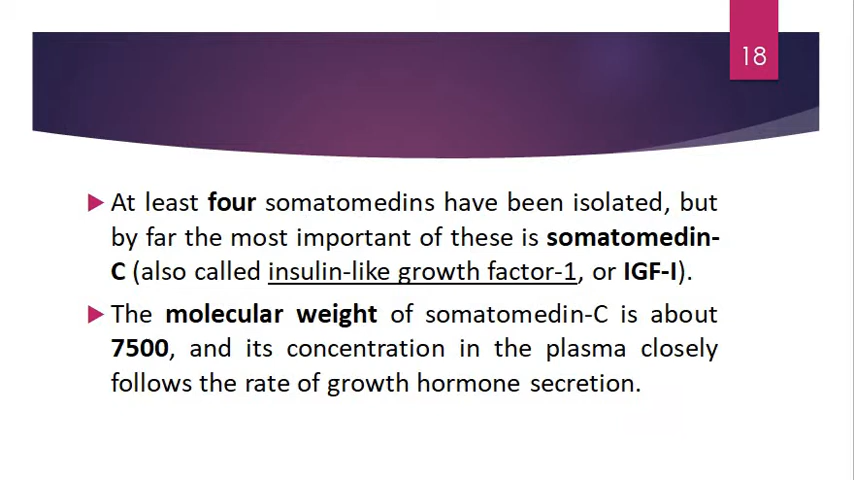 18
At least four somatomedins have been isolated, but
by far the most important of these is somatomedin-
C (also called insulin-like growth factor-1, or IGF-I).
The molecular weight of somatomedin-C is about
7500, and its concentration in the plasma closely
follows the rate of growth hormone secretion.